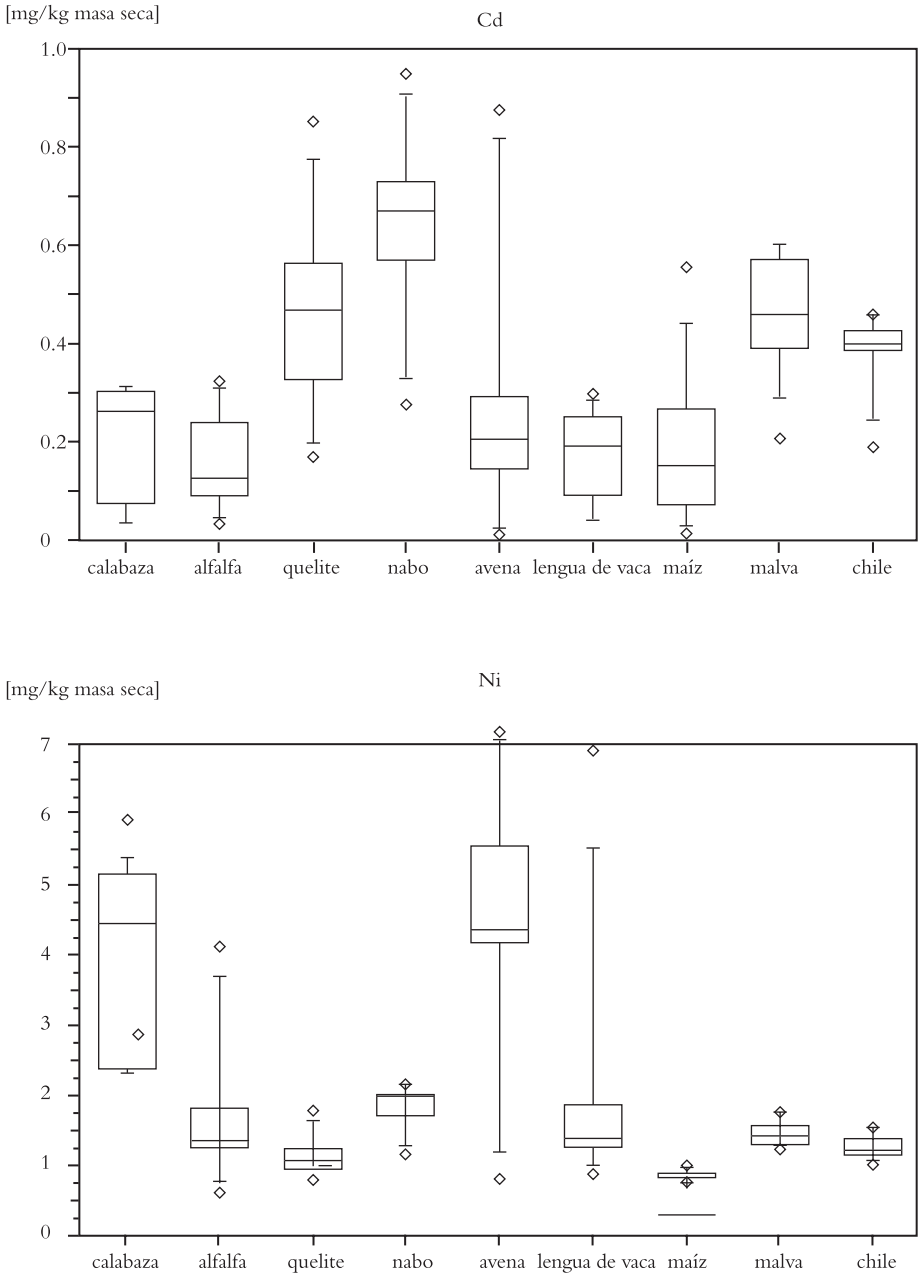 [mg/kg masa seca]
Cd
1.0
0.8
0.6
0.4
0.2
0
calabaza alfalfa quelite nabo avena lengua de vaca maíz malva chile
[mg/kg masa seca]
Ni
7
6
5
4
3
2
1
0
calabaza alfalfa quelite nabo avena lengua de vaca maíz malva chile